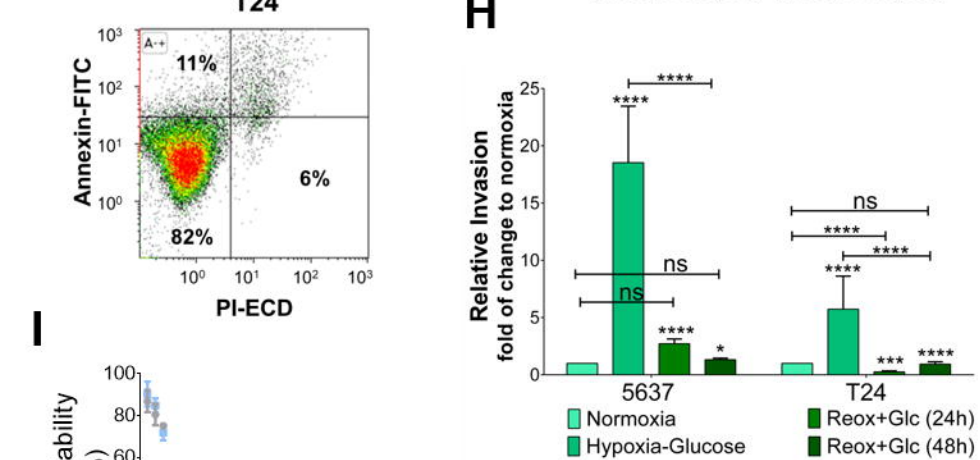 T24
H
Annexin-FITC
10³
10²
10¹
10⁰
A-+
11%
6%
82%
10⁰ 10¹ 10² 10³
PI-ECD
Relative Invasion
fold of change to normoxia
25
20
15
10
5
0
****
****
ns
ns
****
*
ns
****
****
****
***
****
5637 T24
Normoxia
Hypoxia-Glucose
Reox+Glc (24h)
Reox+Glc (48h)
I
100
80
60
ability